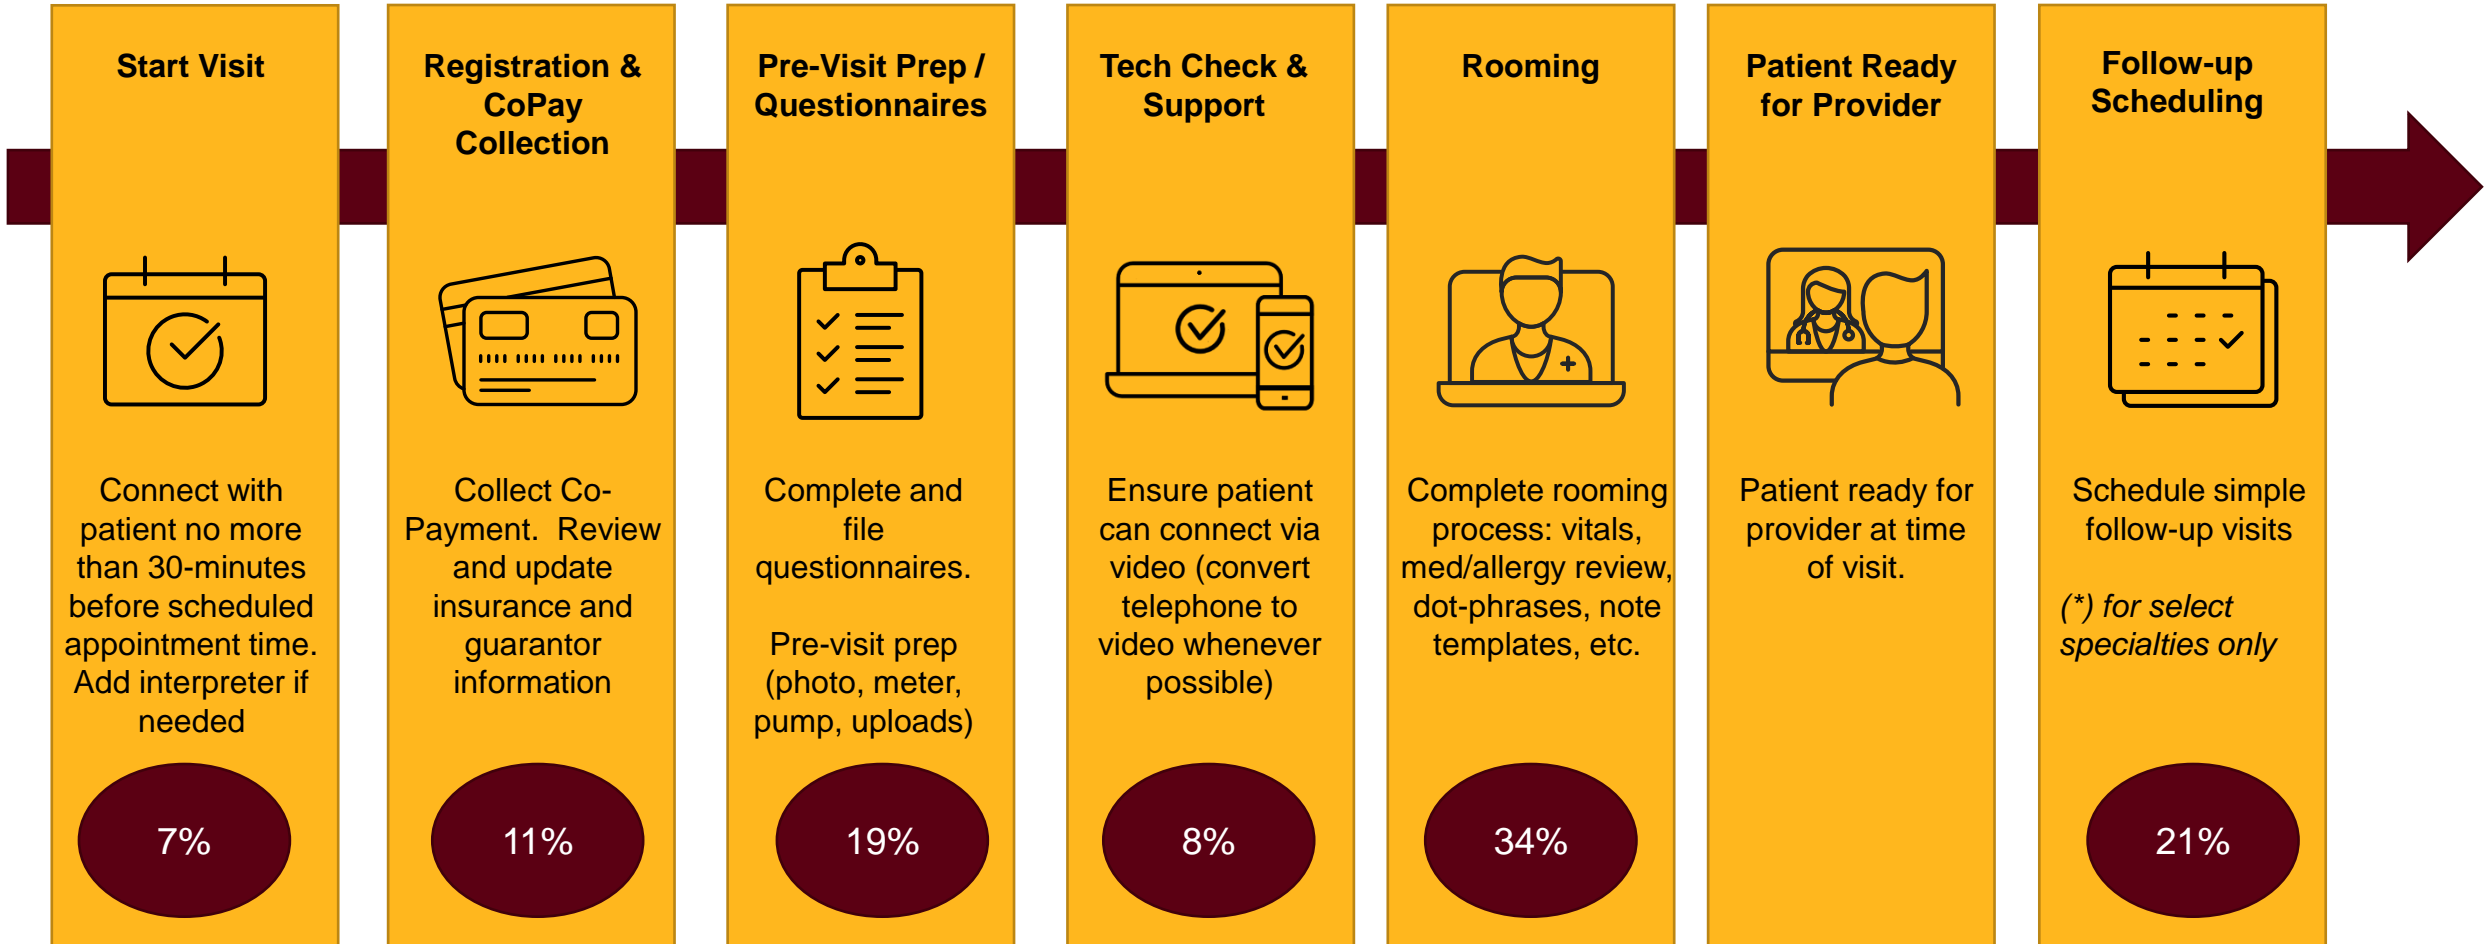 Start Visit
Connect with
patient no more
than 30-minutes
before scheduled
appointment time.
Add interpreter if
needed
7%
Registration &
CoPay
Collection
Collect Co-
Payment.  Review
and update
insurance and
guarantor
information
11%
Pre-Visit Prep /
Questionnaires
Complete and
file
questionnaires.
Pre-visit prep
(photo, meter,
pump, uploads)
19%
Tech Check &
Support
Ensure patient
can connect via
video (convert
telephone to
video whenever
possible)
8%
Rooming
Complete rooming
process: vitals,
med/allergy review,
dot-phrases, note
templates, etc.
34%
Patient Ready
for Provider
Patient ready for
provider at time
of visit.
Follow-up
Scheduling
Schedule simple
follow-up visits
(*) for select
specialties only
21%